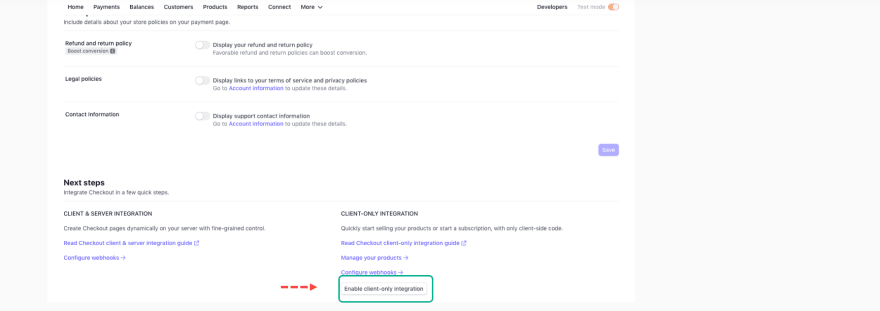 Home Payments Balances Customers Products Reports Connect More
Developers Test mode
Include details about your store policies on your payment page.
Refund and return policy
Boost conversion
Display your refund and return policy
Favorable refund and return policies can boost conversion.
Legal policies
Display links to your terms of service and privacy policies
Go to Account information to update these details.
Contact information
Display support contact information
Go to Account information to update these details.
Save
Next steps
Integrate Checkout in a few quick steps.
CLIENT & SERVER INTEGRATION
Create Checkout pages dynamically on your server with fine-grained control.
Read Checkout client & server integration guide
Configure webhooks →
CLIENT-ONLY INTEGRATION
Quickly start selling your products or start a subscription, with only client-side code.
Read Checkout client-only integration guide
Manage your products →
Configure webhooks →
Enable client-only integration